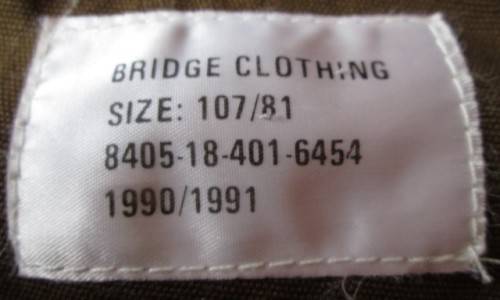 BRIDGE CLOTHING
SIZE: 107/81
8405-18-401-6454
1990/1991